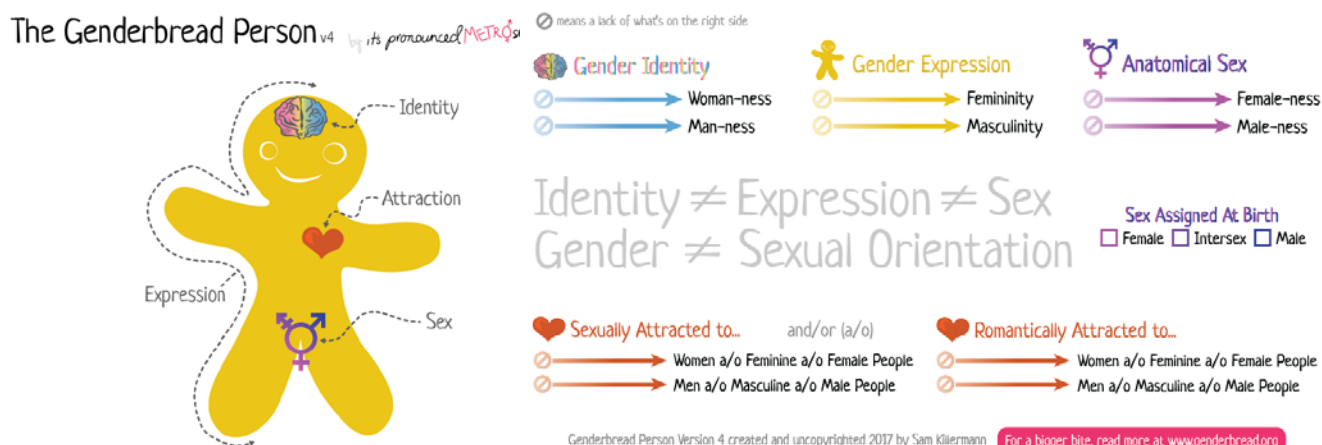 The Genderbread Person v4 by its pronounced METRO
Identity
Attraction
Expression
Sex
means a lack of what's on the right side
Gender Identity
Woman-ness
Man-ness
Gender Expression
Femininity
Masculinity
Anatomical Sex
Female-ness
Male-ness
Identity ≠ Expression ≠ Sex
Gender ≠ Sexual Orientation
Sex Assigned At Birth
Female Intersex Male
Sexually Attracted to... and/or (a/o)
Women a/o Feminine a/o Female People
Men a/o Masculine a/o Male People
Romantically Attracted to...
Women a/o Feminine a/o Female People
Men a/o Masculine a/o Male People
Genderbread Person Version 4 created and uncopyrighted 2017 by Sam Killermann
For a bigger bite, read more at www.genderbread.org